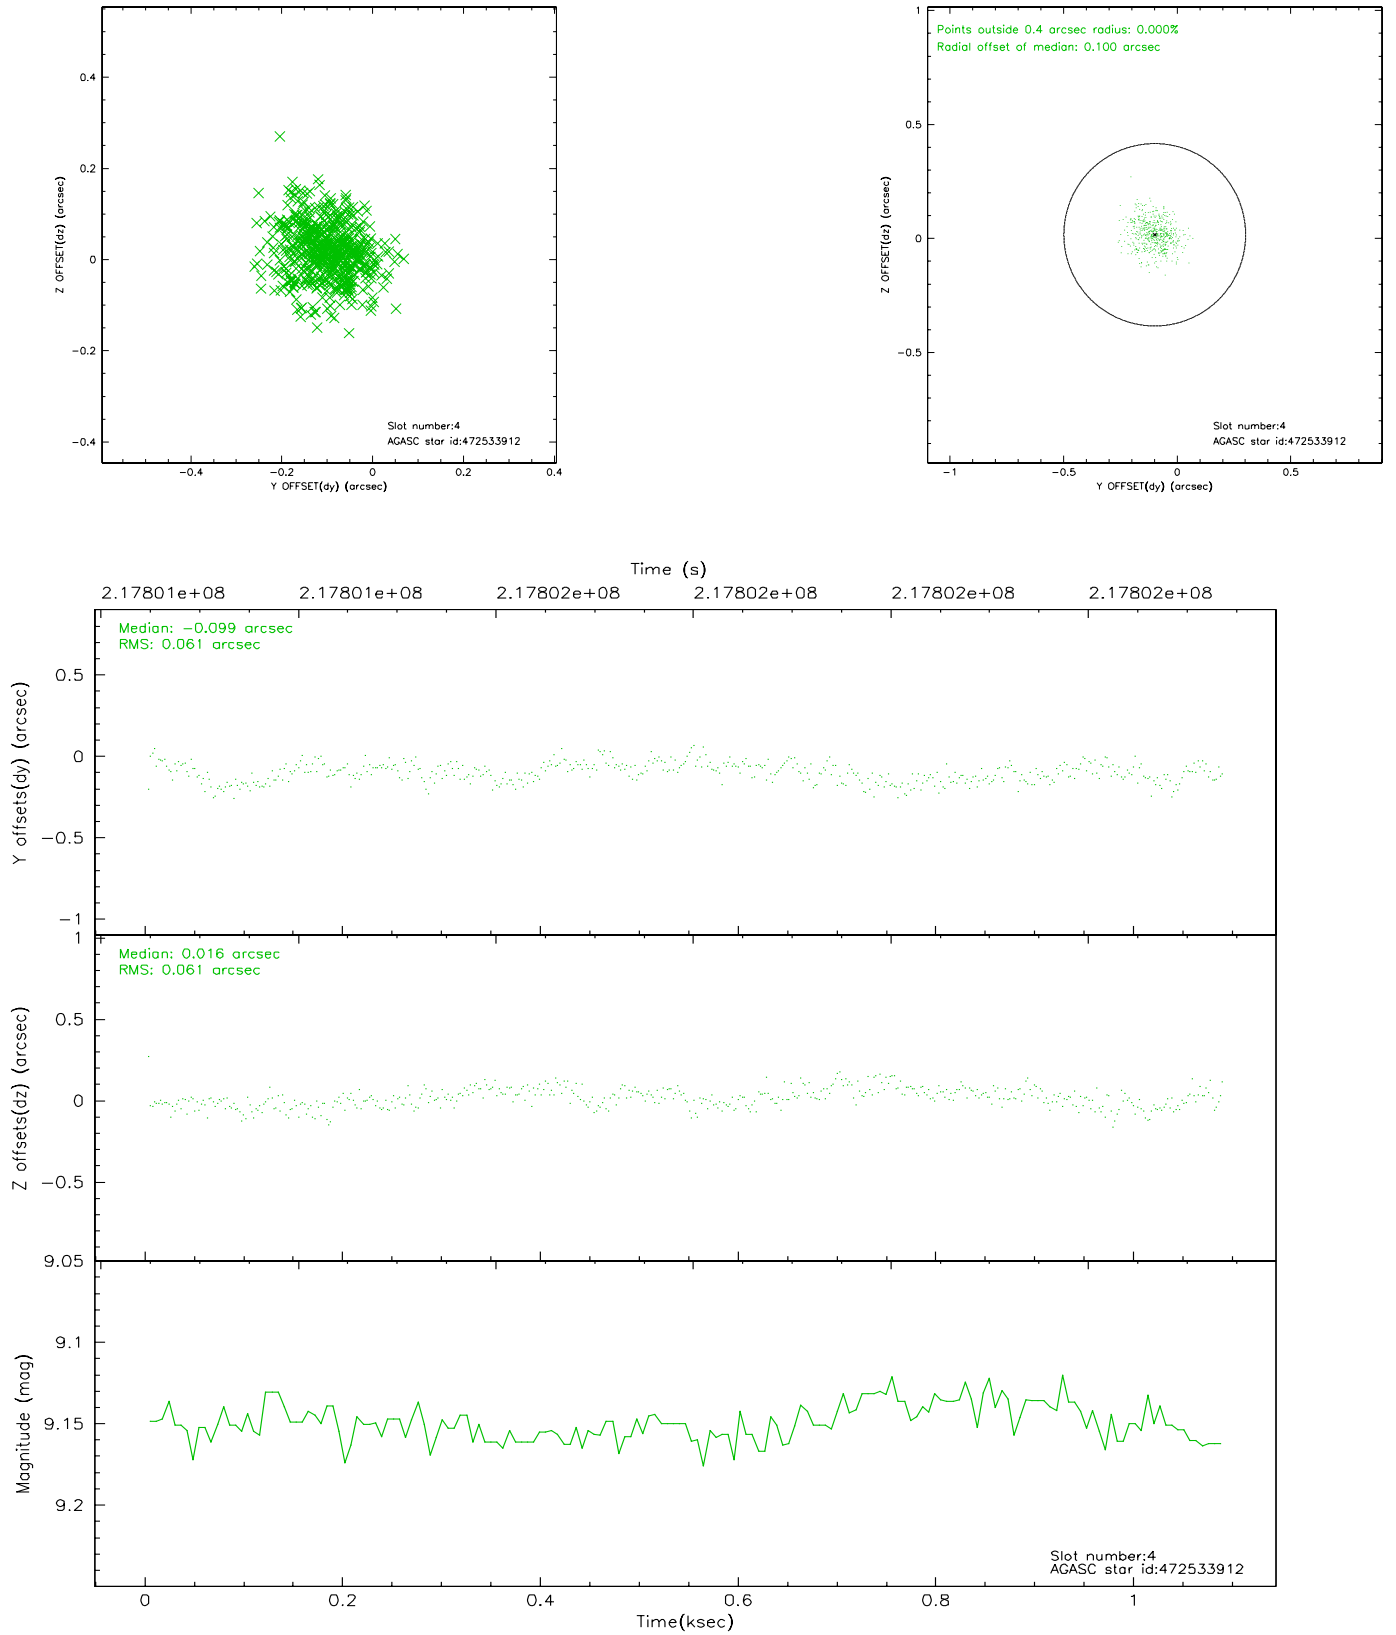 0.4
0.2
0
−0.2
−0.4
Z OFFSET(dz) (arcsec)
Slot number:4
AGASC star id:472533912
−0.4
−0.2
0
0.2
0.4
Y OFFSET(dy) (arcsec)
Points outside 0.4 arcsec radius: 0.000%
Radial offset of median: 0.100 arcsec
1
0.5
0
−0.5
Z OFFSET(dz) (arcsec)
Slot number:4
AGASC star id:472533912
−1
−0.5
0
0.5
Y OFFSET(dy) (arcsec)
Time (s)
2.17801e+08
2.17801e+08
2.17802e+08
2.17802e+08
2.17802e+08
2.17802e+08
Median: −0.099 arcsec
RMS: 0.061 arcsec
0.5
0
−0.5
−1
Y offsets(dy) (arcsec)
Median: 0.016 arcsec
RMS: 0.061 arcsec
1
0.5
0
−0.5
Z offsets(dz) (arcsec)
9.05
9.1
9.15
9.2
Magnitude (mag)
Slot number:4
AGASC star id:472533912
0
0.2
0.4
0.6
0.8
1
Time(ksec)